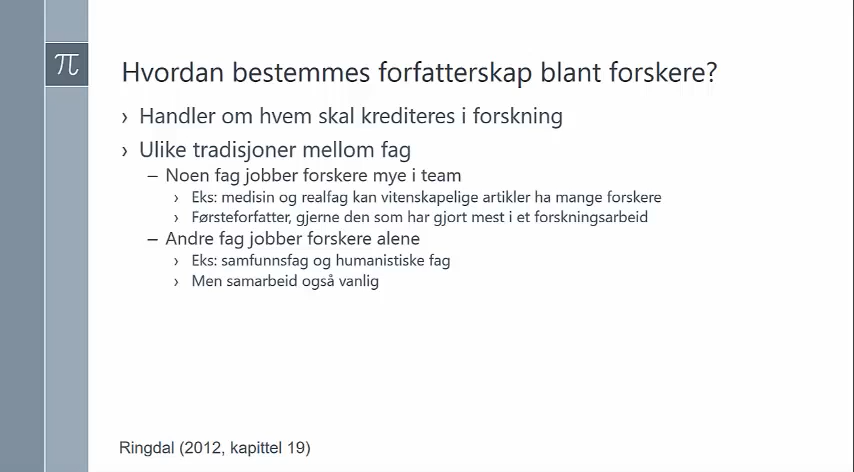 π
Hvordan bestemmes forfatterskap blant forskere?
› Handler om hvem skal krediteres i forskning
› Ulike tradisjoner mellom fag
– Noen fag jobber forskere mye i team
› Eks: medisin og realfag kan vitenskapelige artikler ha mange forskere
› Førsteforfatter, gjerne den som har gjort mest i et forskningsarbeid
– Andre fag jobber forskere alene
› Eks: samfunnsfag og humanistiske fag
› Men samarbeid også vanlig
Ringdal (2012, kapittel 19)